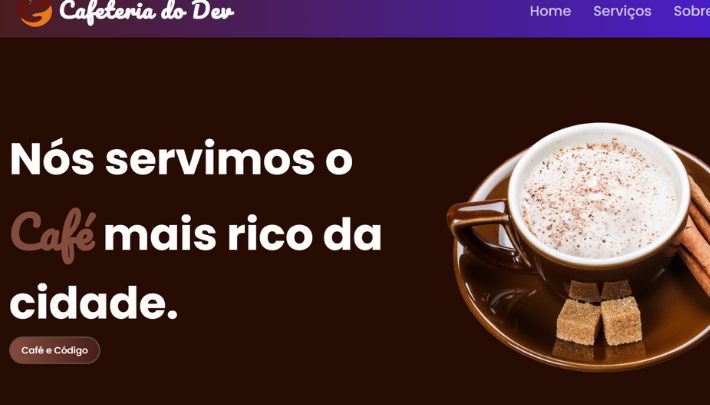 Cafeteria do Dev
Home Serviços Sobre
Nós servimos o
Café mais rico da
cidade.
Café e Código